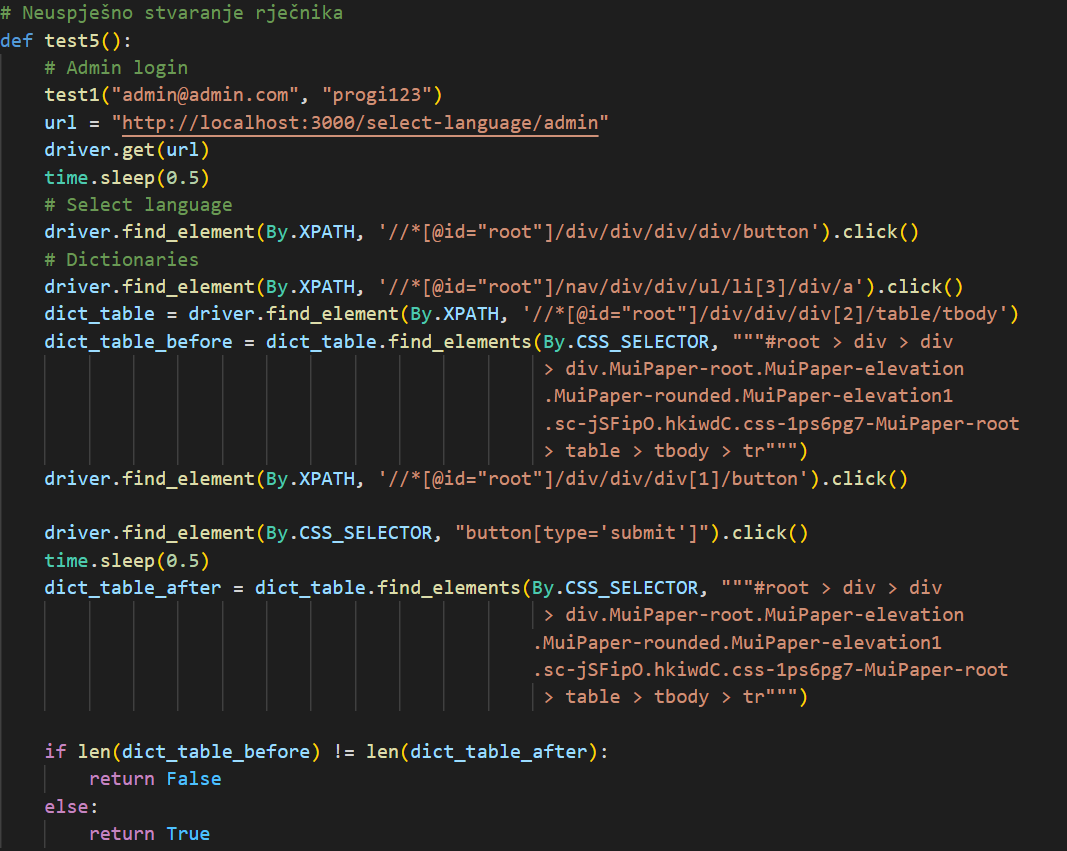 # Neuspješno stvaranje rječnika
def test5():
    # Admin login
    test1("admin@admin.com", "progi123")
    url = "http://localhost:3000/select-language/admin"
    driver.get(url)
    time.sleep(0.5)
    # Select language
    driver.find_element(By.XPATH, '//*[@id="root"]/div/div/div/div/button').click()
    # Dictionaries
    driver.find_element(By.XPATH, '//*[@id="root"]/nav/div/div/ul/li[3]/div/a').click()
    dict_table = driver.find_element(By.XPATH, '//*[@id="root"]/div/div/div[2]/table/tbody')
    dict_table_before = dict_table.find_elements(By.CSS_SELECTOR, """#root > div > div
                                             > div.MuiPaper-root.MuiPaper-elevation
                                             .MuiPaper-rounded.MuiPaper-elevation1
                                             .sc-jSFipO.hkiwdC.css-1ps6pg7-MuiPaper-root
                                             > table > tbody > tr""")
    driver.find_element(By.XPATH, '//*[@id="root"]/div/div/div[1]/button').click()

    driver.find_element(By.CSS_SELECTOR, "button[type='submit']").click()
    time.sleep(0.5)
    dict_table_after = dict_table.find_elements(By.CSS_SELECTOR, """#root > div > div
                                             > div.MuiPaper-root.MuiPaper-elevation
                                            .MuiPaper-rounded.MuiPaper-elevation1
                                            .sc-jSFipO.hkiwdC.css-1ps6pg7-MuiPaper-root
                                             > table > tbody > tr""")

    if len(dict_table_before) != len(dict_table_after):
        return False
    else:
        return True